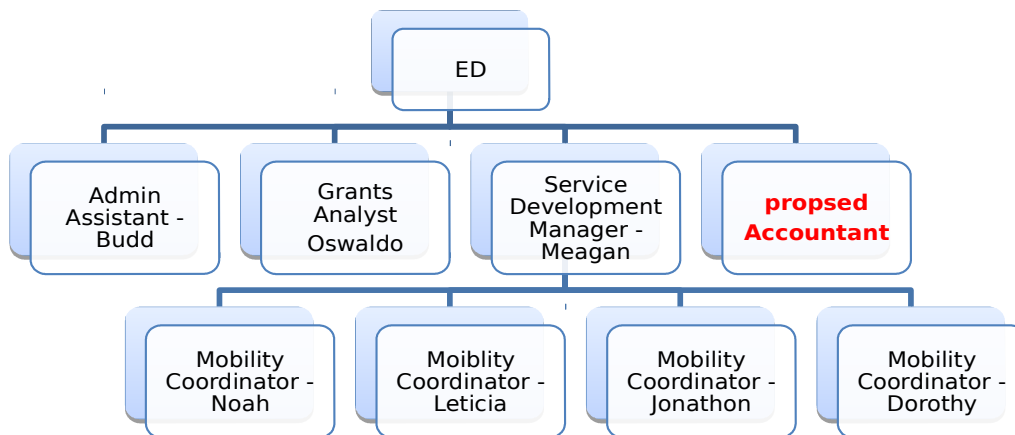 ED
Admin
Assistant -
Budd
Grants
Analyst
Oswaldo
Service
Development
Manager -
Meagan
propsed
Accountant
Mobility
Coordinator -
Noah
Moiblity
Coordinator -
Leticia
Mobility
Coordinator -
Jonathon
Mobility
Coordinator -
Dorothy